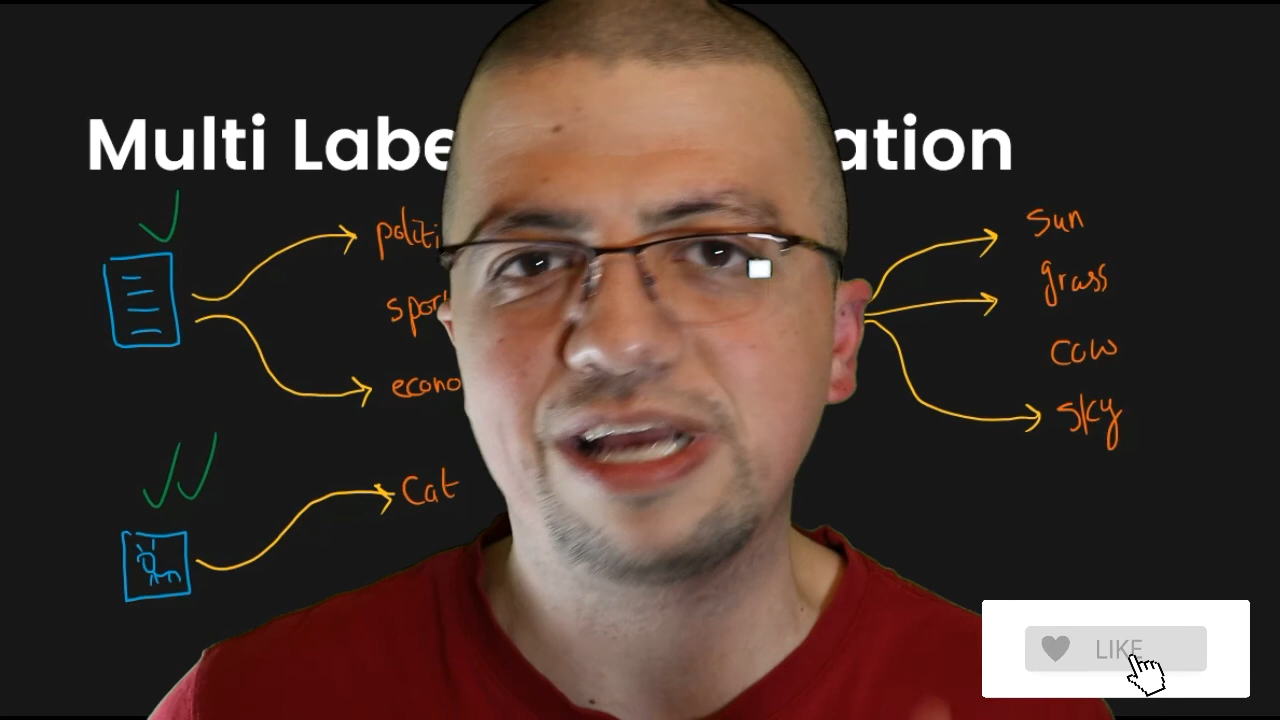 Multi Labe ation
politi
sun
grass
spor
cow
econo
sky
cat
LIKE